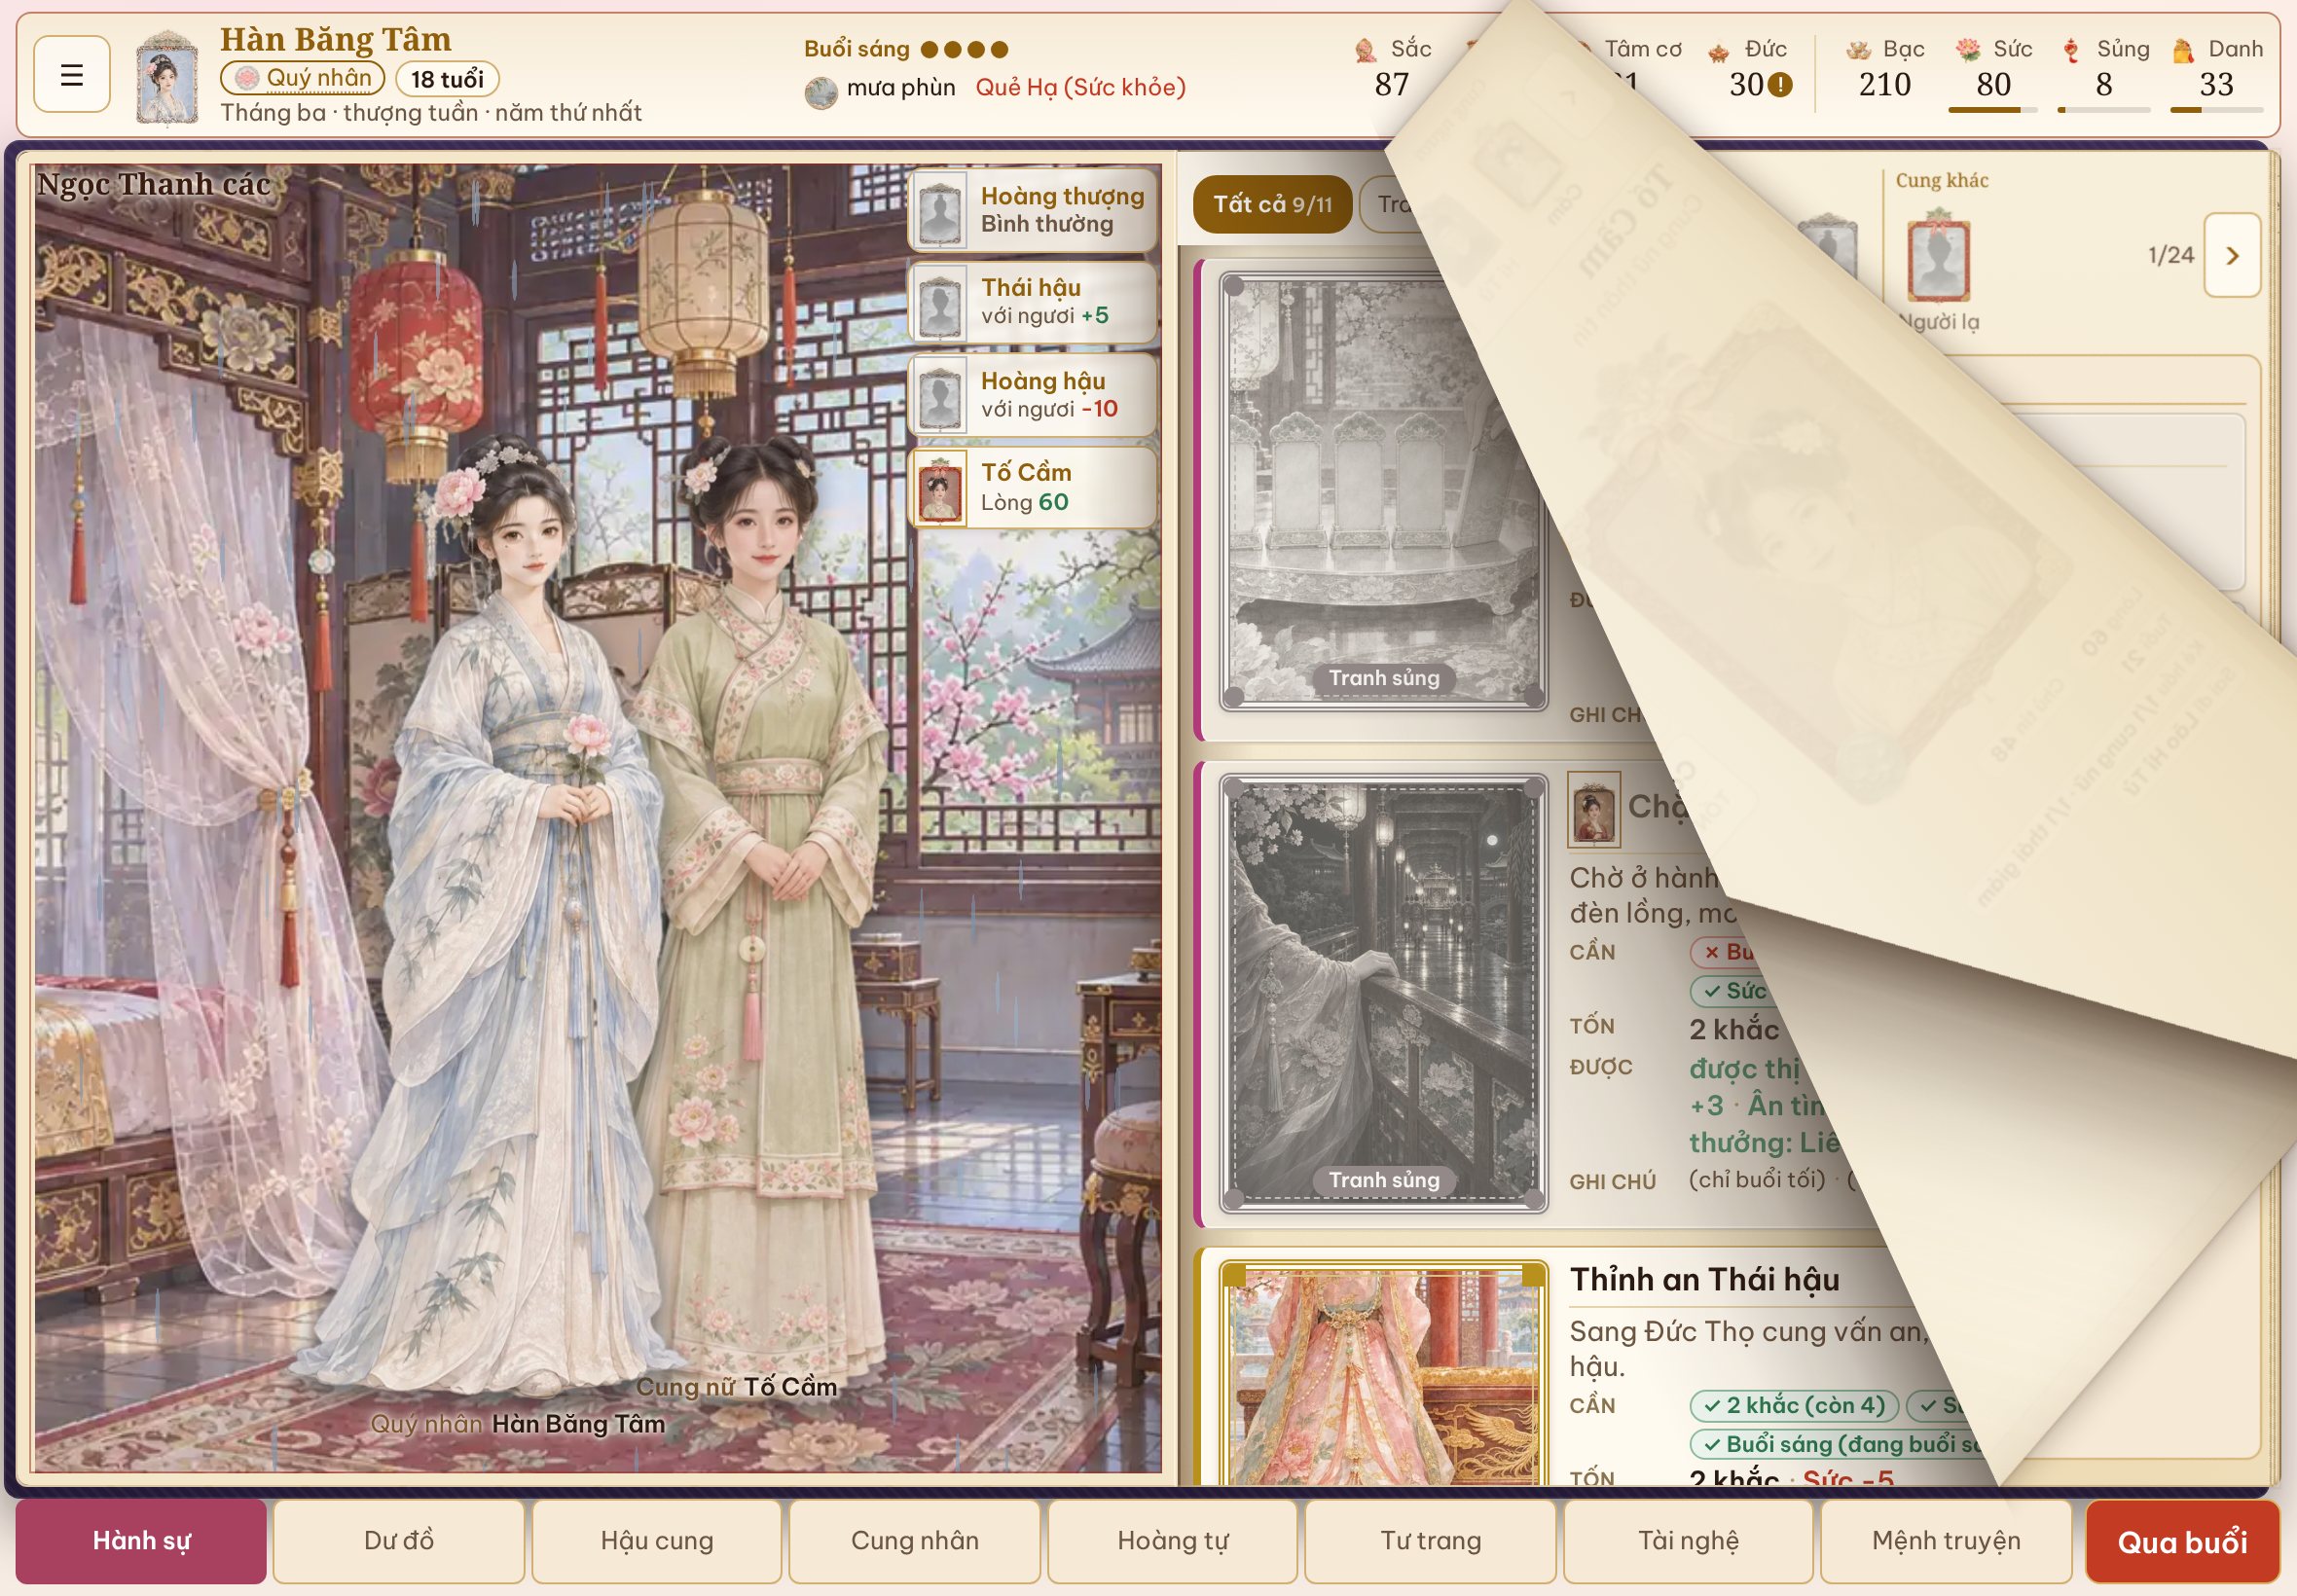 Hàn Băng Tâm
Quý nhân
18 tuổi
Tháng ba · thượng tuần · năm thứ nhất
Buổi sáng
mưa phùn Quẻ Hạ (Sức khỏe)
Sắc
87
Tâm cơ
Đức
30
Bạc
210
Sức
80
Sủng
8
Danh
33
Ngọc Thanh các
Hoàng thượng
Bình thường
Thái hậu
với ngươi +5
Hoàng hậu
với ngươi -10
Tố Cầm
Lòng 60
Cung nữ Tố Cầm
Quý nhân Hàn Băng Tâm
Tất cả 9/11
Tranh sủng
Chờ ở hành
đèn lồng,
CẦN
✓ Sức
TỐN
2 khắc
ĐƯỢC
được thị
+3 · Ân
thưởng:
GHI CHÚ
(chỉ buổi tối) ·
Tranh sủng
Thỉnh an Thái hậu
Sang Đức Thọ cung vấn an,
hậu.
CẦN
✓ 2 khắc (còn 4)
✓ Buổi sáng (đang buổi
TỐN
2 khắc · Sức -5
Tố Cầm
Lòng 60
Tuổi 21
Cung khác
Người lạ
1/24
Hành sự
Dư đồ
Hậu cung
Cung nhân
Hoàng tự
Tư trang
Tài nghệ
Mệnh truyện
Qua buổi